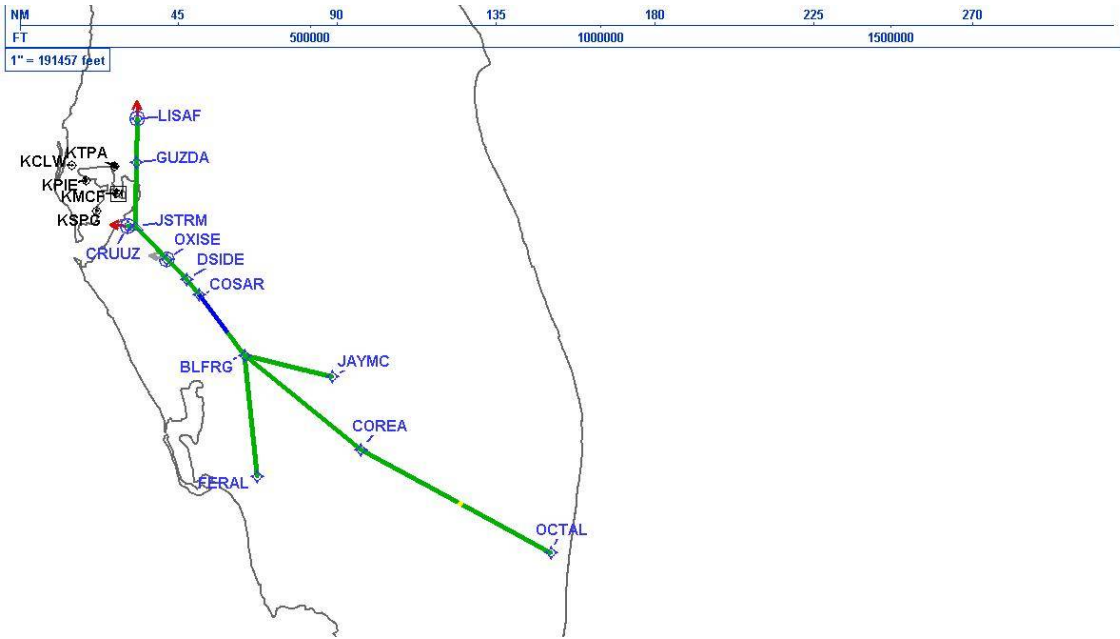 NM 45 90 135 180 225 270
FT 500000 1000000 1500000
1" = 191457 feet
LISAF
KTPA
GUZDA
KCLW
KPIE
KMCF
KSPG
JSTRM
OXISE
CRUUZ
DSIDE
COSAR
BLFRG
JAYMC
COREA
FERAL
OCTAL